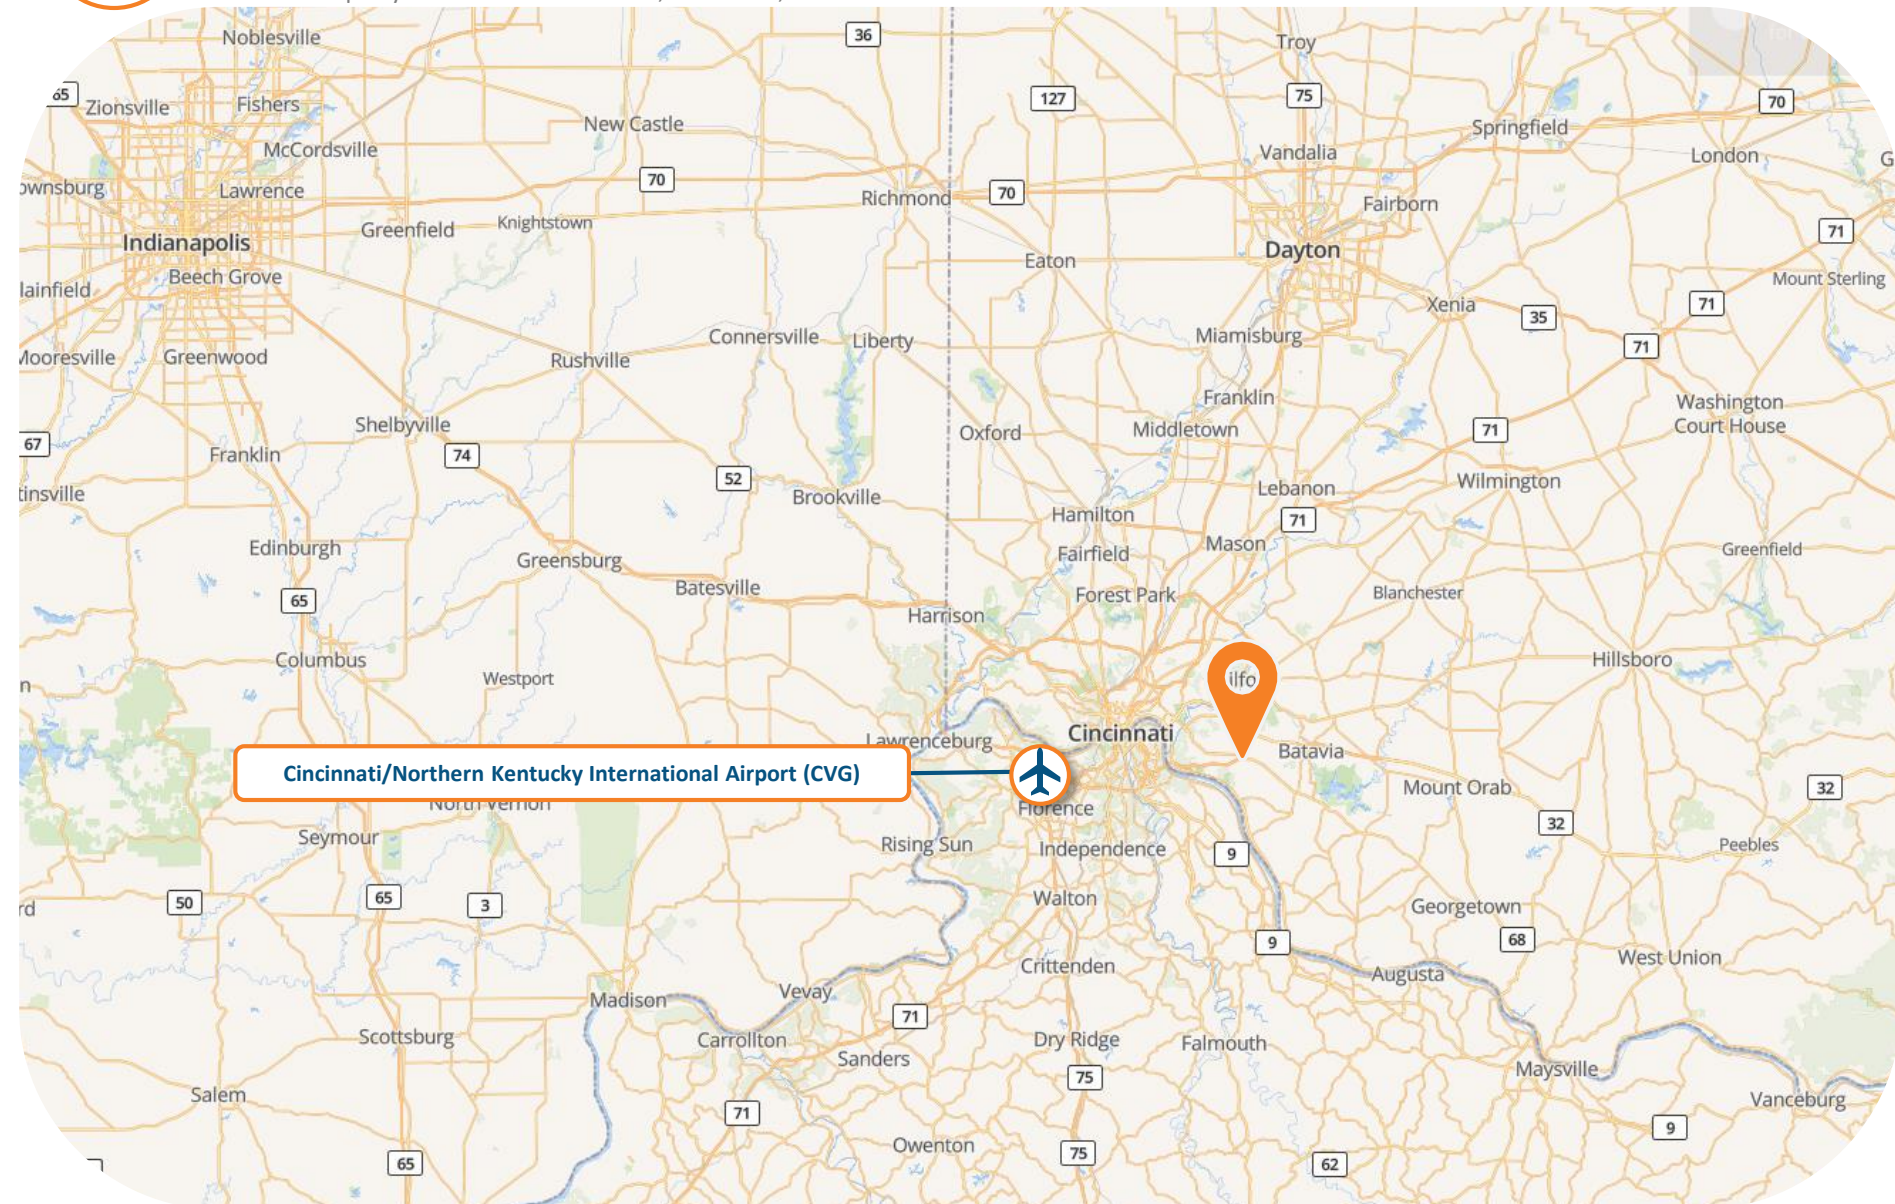 Noblesville
36
Troy
65
Zionsville
Fishers
127
75
70
New Castle
Springfield
McCordsville
Vandalia
London
ownsburg
Lawrence
70
Richmond
70
Fairborn
Greenfield
Knightstown
71
Indianapolis
Dayton
Eaton
Beech Grove
lainfield
Mount Sterling
Xenia
35
71
Connersville
Liberty
Miamisburg
Mooresville
Greenwood
Rushville
71
Franklin
Washington
Court House
Shelbyville
Oxford
Middletown
71
67
Franklin
74
52
Wilmington
tinsville
Brookville
Lebanon
Hamilton
71
Edinburgh
Greensburg
Fairfield
Mason
Greenfield
Batesville
65
Forest Park
Blanchester
Harrison
Columbus
Westport
ilfo
Hillsboro
Lawrenceburg
Cincinnati
Batavia
Cincinnati/Northern Kentucky International Airport (CVG)
Mount Orab
32
North Vernon
Florence
32
Seymour
Rising Sun
Independence
9
Peebles
50
65
3
Walton
Georgetown
9
68
West Union
Crittenden
Augusta
Madison
Vevay
71
Scottsburg
Carrollton
Sanders
Dry Ridge
Falmouth
Maysville
75
Salem
71
Vanceburg
9
Owenton
75
65
62